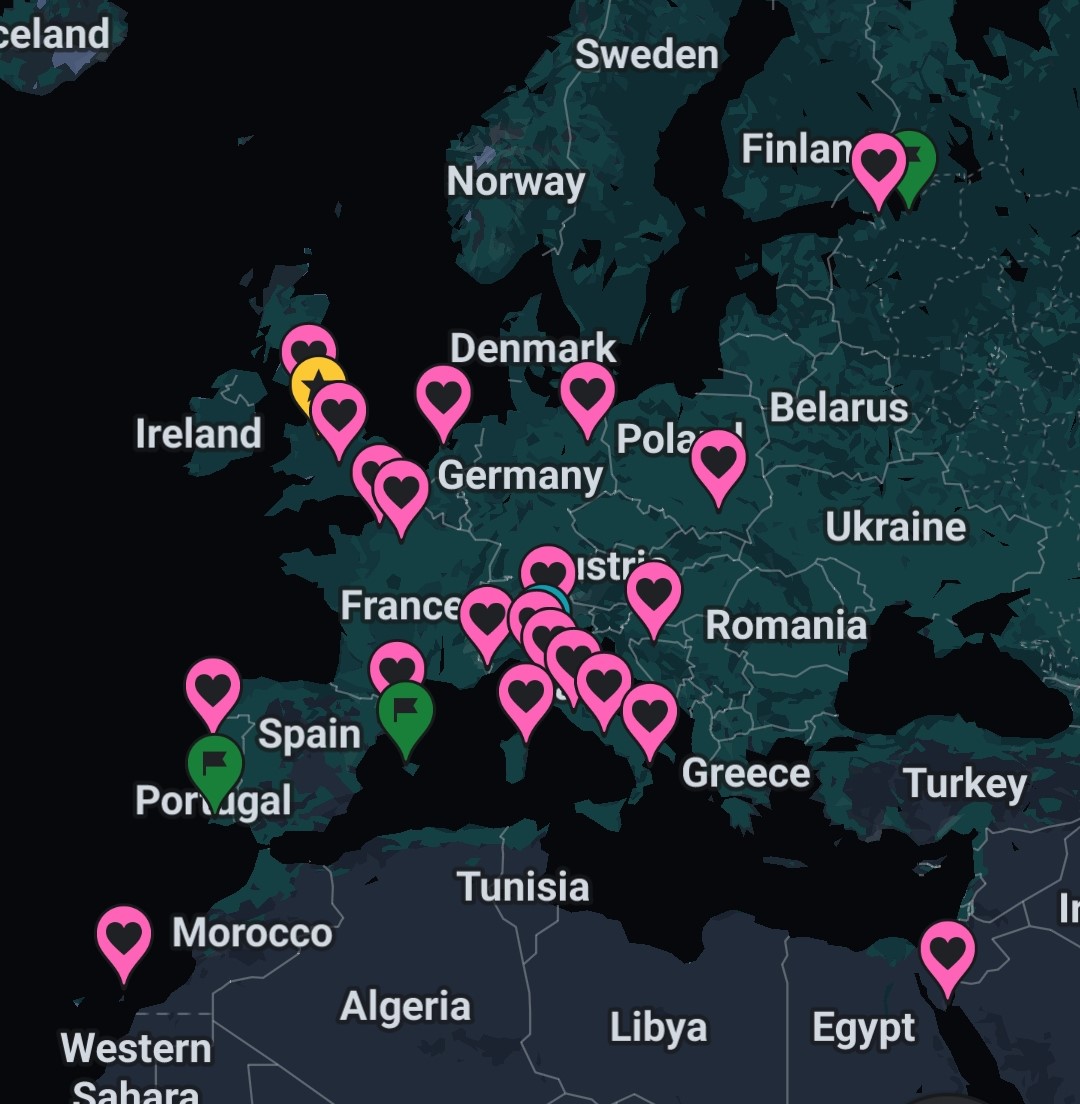 celand
Sweden
Finlan
Norway
Denmark
Belarus
Ireland
Pola
Germany
Ukraine
ustria
France
Romania
Spain
Greece
Portugal
Turkey
Tunisia
Morocco
Ir
Algeria
Libya
Egypt
Western
Sahara